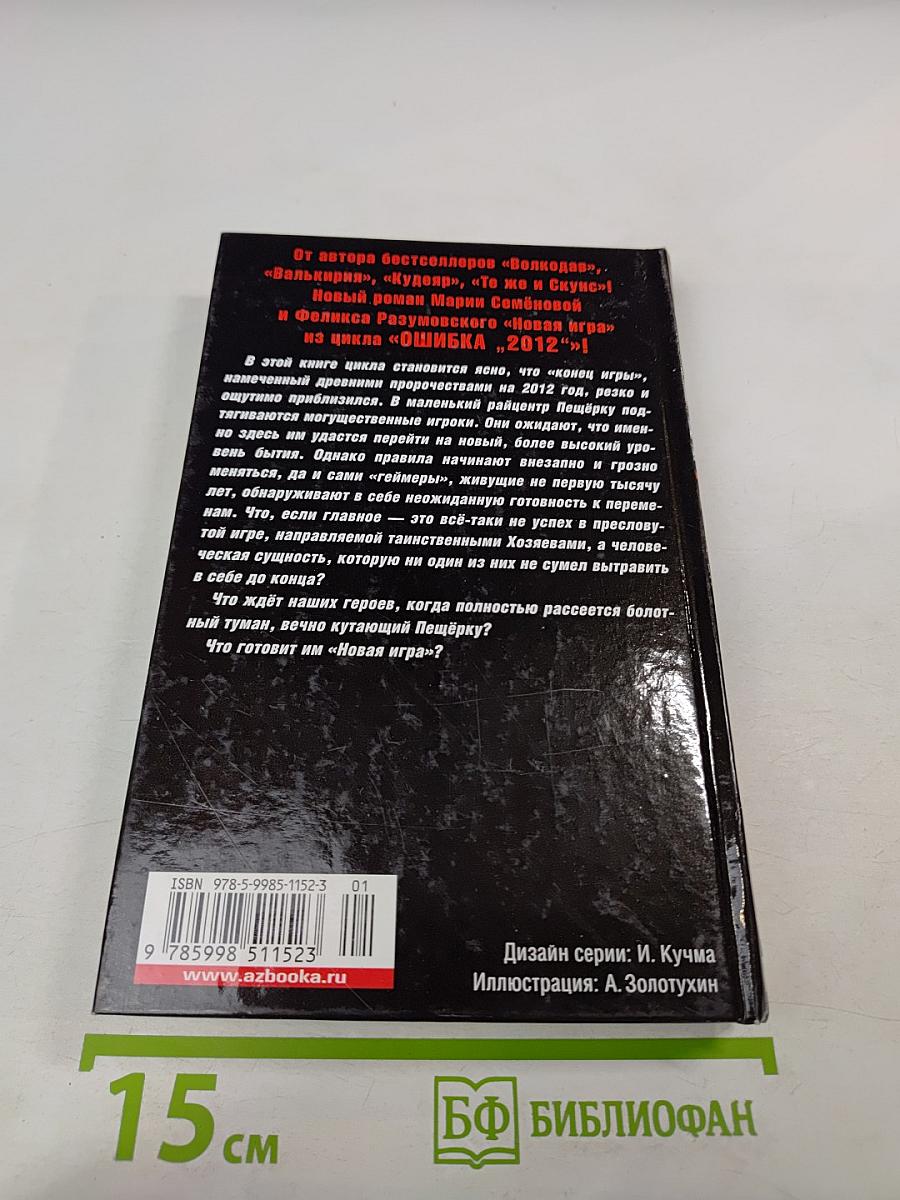 От автора бестселлеров «Волкодав»,
«Валькирия», «Кудеяр», «Те же и Скунс»!
Новый роман Марии Семёновой
и Феликса Разумовского «Новая игра»
из цикла «ОШИБКА „2012“»!
В этой книге цикла становится ясно, что «конец игры»,
намеченный древними пророчествами на 2012 год, резко и
ощутимо приблизился. В маленький райцентр Пещёрку под-
тягиваются могущественные игроки. Они ожидают, что имен-
но здесь им удастся перейти на новый, более высокий уро-
вень бытия. Однако правила начинают внезапно и грозно
меняться, да и сами «геймеры», живущие не первую тысячу
лет, обнаруживают в себе неожиданную готовность к переме-
нам. Что, если главное — это всё-таки не успех в преслову-
той игре, направляемой таинственными Хозяевами, а челове-
ческая сущность, которую ни один из них не сумел вытравить
в себе до конца?
Что ждёт наших героев, когда полностью рассеется болот-
ный туман, вечно кутающий Пещёрку?
Что готовит им «Новая игра»?
ISBN 978-5-9985-1152-3 01
9 785998 511523
www.azbooka.ru
Дизайн серии: И. Кучма
Иллюстрация: А. Золотухин
15 см
БФ БИБЛИОФАН